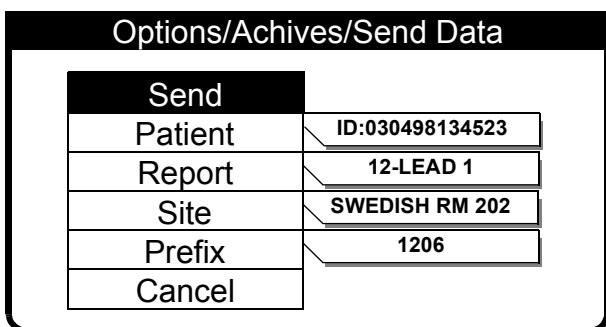 Options/Achives/Send Data
Send
Patient ID:030498134523
Report 12-LEAD 1
Site SWEDISH RM 202
Prefix 1206
Cancel